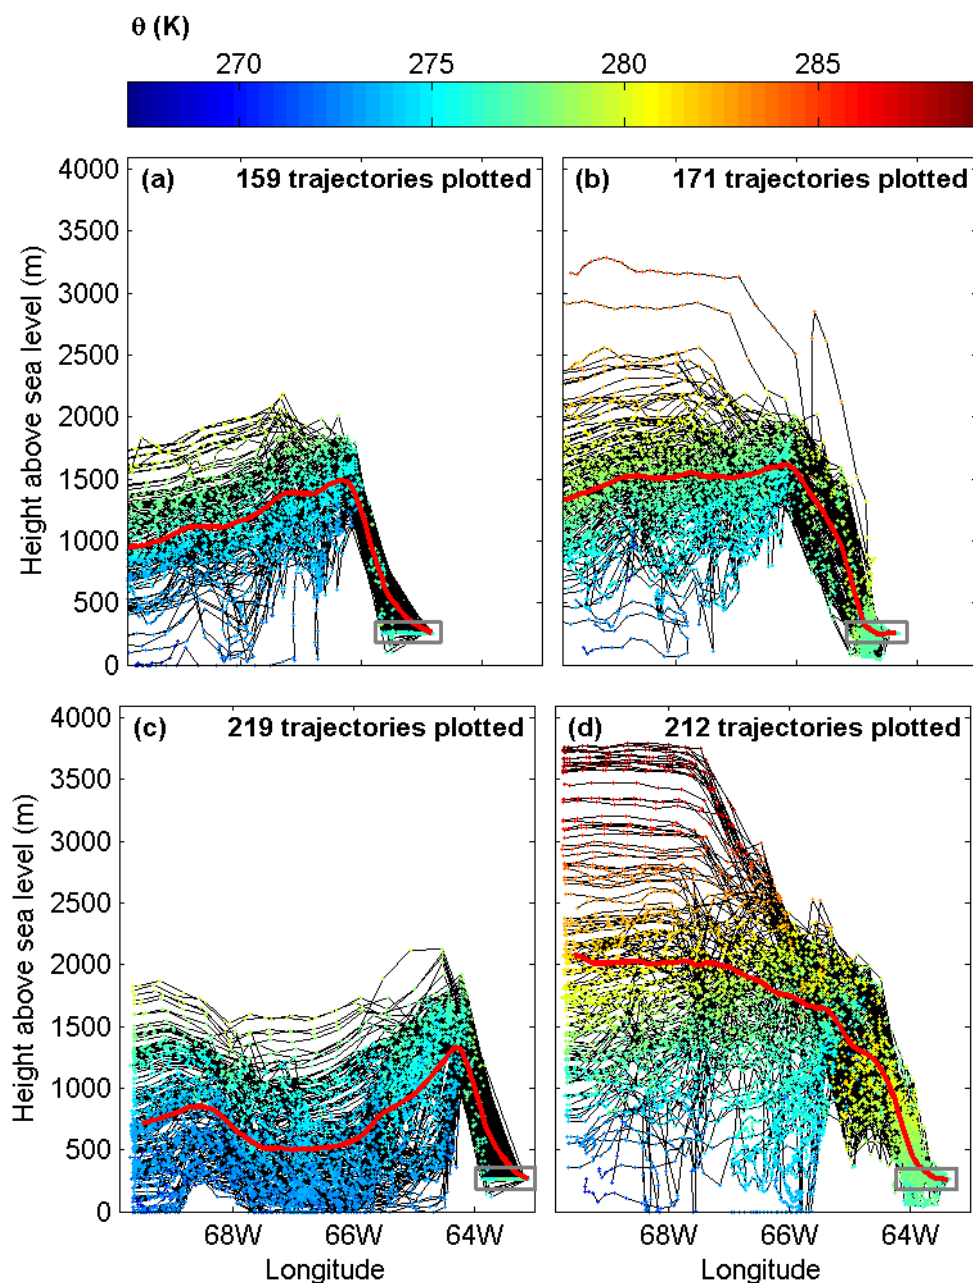 θ (K)
270 275 280 285
(a) 159 trajectories plotted
(b) 171 trajectories plotted
4000
3500
3000
2500
2000
1500
1000
500
0
Height above sea level (m)
(c) 219 trajectories plotted
(d) 212 trajectories plotted
4000
3500
3000
2500
2000
1500
1000
500
0
Height above sea level (m)
68W 66W 64W
68W 66W 64W
Longitude
Longitude